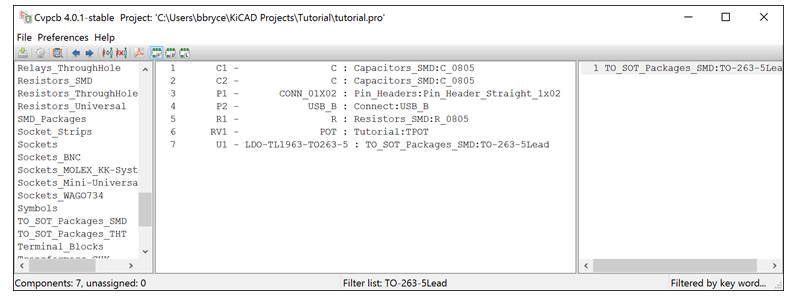 Cvpcb 4.0.1-stable Project: 'C:\Users\bbryce\KiCAD Projects\Tutorial\tutorial.pro'
File Preferences Help
Relays_ThroughHole
Resistors_SMD
Resistors_ThroughHole
Resistors_Universal
SMD_Packages
Socket_Strips
Sockets
Sockets_BNC
Sockets_MOLEX_KK-Syst
Sockets_Mini-Universa
Sockets_WAGO734
Symbols
TO_SOT_Packages_SMD
TO_SOT_Packages_THT
Terminal_Blocks
1 C1 - C : Capacitors_SMD:C_0805
2 C2 - C : Capacitors_SMD:C_0805
3 P1 - CONN_01X02 : Pin_Headers:Pin_Header_Straight_1x02
4 P2 - USB_B : Connect:USB_B
5 R1 - R : Resistors_SMD:R_0805
6 RV1 - POT : Tutorial:TPOT
7 U1 - LDO-TL1963-TO263-5 : TO_SOT_Packages_SMD:TO-263-5Lead
1 TO_SOT_Packages_SMD:TO-263-5Lea
Components: 7, unassigned: 0
Filter list: TO-263-5Lead
Filtered by key word...